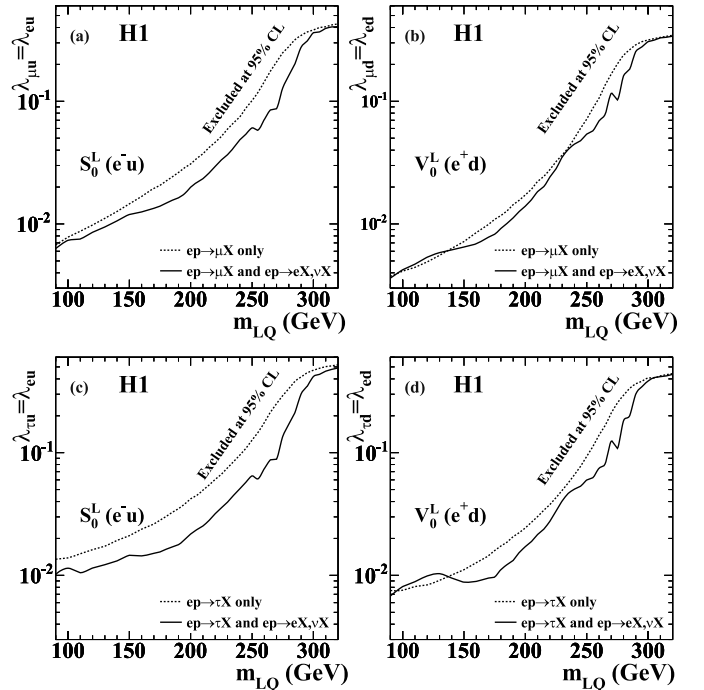 (a) H1
λμu=λeu
10⁻¹
10⁻²
Excluded at 95% CL
S₀ᴸ (e⁻u)
ep→μX only
ep→μX and ep→eX,νX
100 150 200 250 300
mLQ (GeV)
(b) H1
λμd=λed
10⁻¹
10⁻²
Excluded at 95% CL
V₀ᴸ (e⁺d)
ep→μX only
ep→μX and ep→eX,νX
100 150 200 250 300
mLQ (GeV)
(c) H1
λτu=λeu
10⁻¹
10⁻²
Excluded at 95% CL
S₀ᴸ (e⁻u)
ep→τX only
ep→τX and ep→eX,νX
100 150 200 250 300
mLQ (GeV)
(d) H1
λτd=λed
10⁻¹
10⁻²
Excluded at 95% CL
V₀ᴸ (e⁺d)
ep→τX only
ep→τX and ep→eX,νX
100 150 200 250 300
mLQ (GeV)